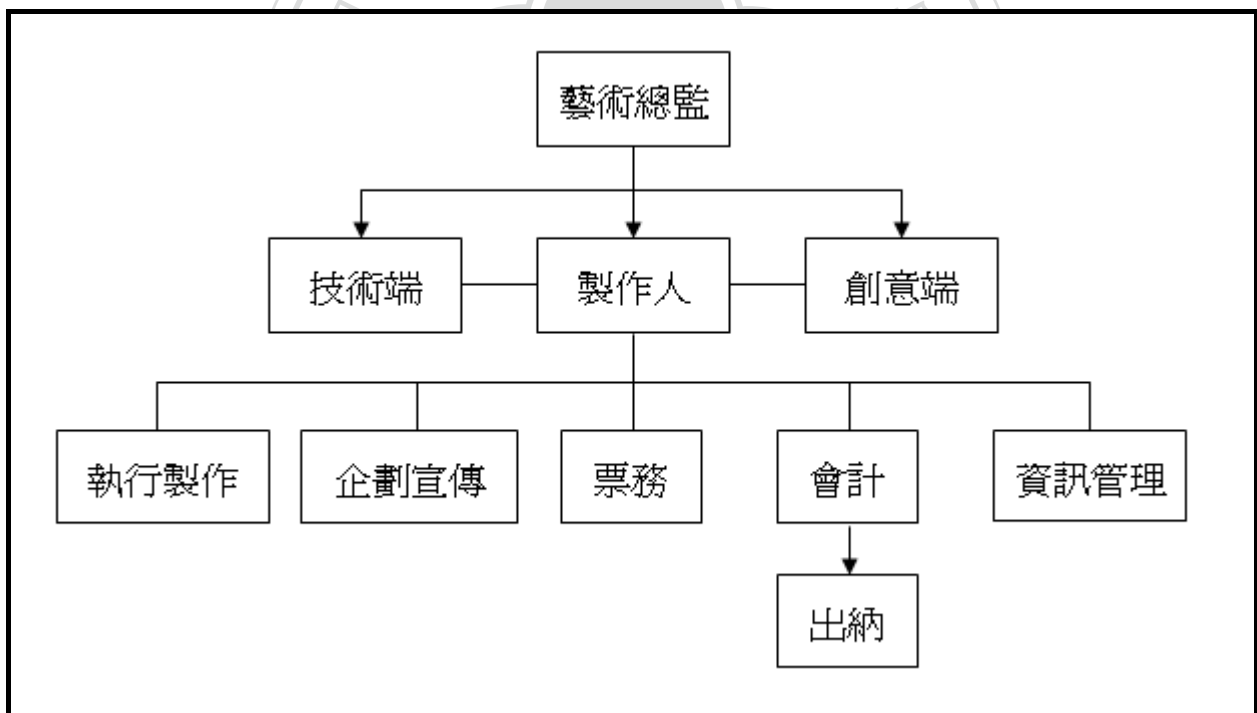 藝術總監
技術端
製作人
創意端
執行製作
企劃宣傳
票務
會計
資訊管理
出納